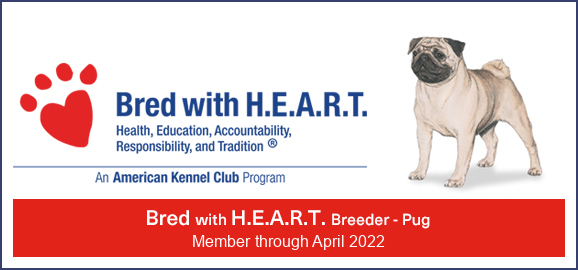 Bred with H.E.A.R.T.
Health, Education, Accountability,
Responsibility, and Tradition ®
An American Kennel Club Program
Bred with H.E.A.R.T. Breeder - Pug
Member through April 2022